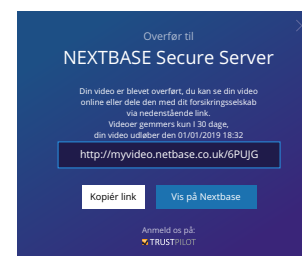 Overfør til
NEXTBASE Secure Server
Din video er blevet overført, du kan se din video
online eller dele den med dit forsikringsselskab
via nedenstående link.
Videoer gemmers kun I 30 dage,
din video udløber den 01/01/2019 18:32
http://myvideo.netbase.co.uk/6PUJG
Kopiér link
Vis på Nextbase
Anmeld os på:
TRUSTPILOT